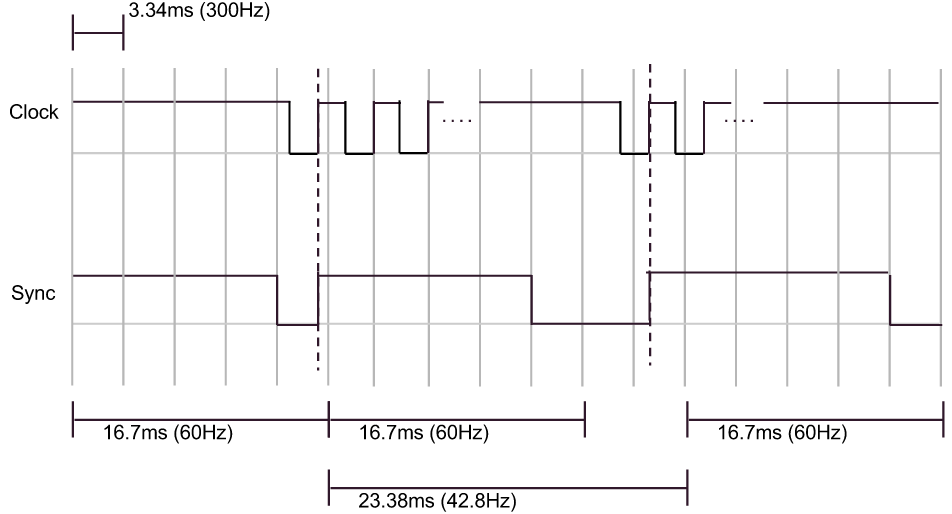 3.34ms (300Hz)
Clock
....
....
Sync
16.7ms (60Hz)
16.7ms (60Hz)
16.7ms (60Hz)
23.38ms (42.8Hz)